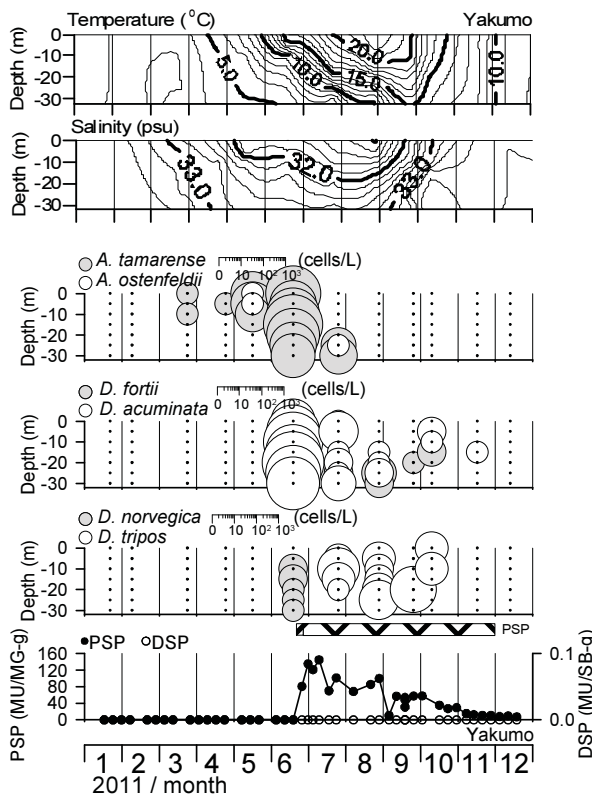 Temperature (°C) Yakumo
Depth (m)
0
-10
-20
-30
5.0 10.0 15.0 20.0 10.0
Salinity (psu)
Depth (m)
0
-10
-20
-30
33.0 32.0 33.0
A. tamarense
A. ostenfeldii
0 10 10² 10³ (cells/L)
Depth (m)
0
-10
-20
-30
D. fortii
D. acuminata
0 10 10² 10³ (cells/L)
Depth (m)
0
-10
-20
-30
D. norvegica
D. tripos
0 10 10² 10³ (cells/L)
Depth (m)
0
-10
-20
-30
PSP
PSP DSP
PSP (MU/MG-g)
160
120
80
40
0
0.1
0.0
DSP (MU/SB-g)
Yakumo
1 2 3 4 5 6 7 8 9 10 11 12
2011 / month